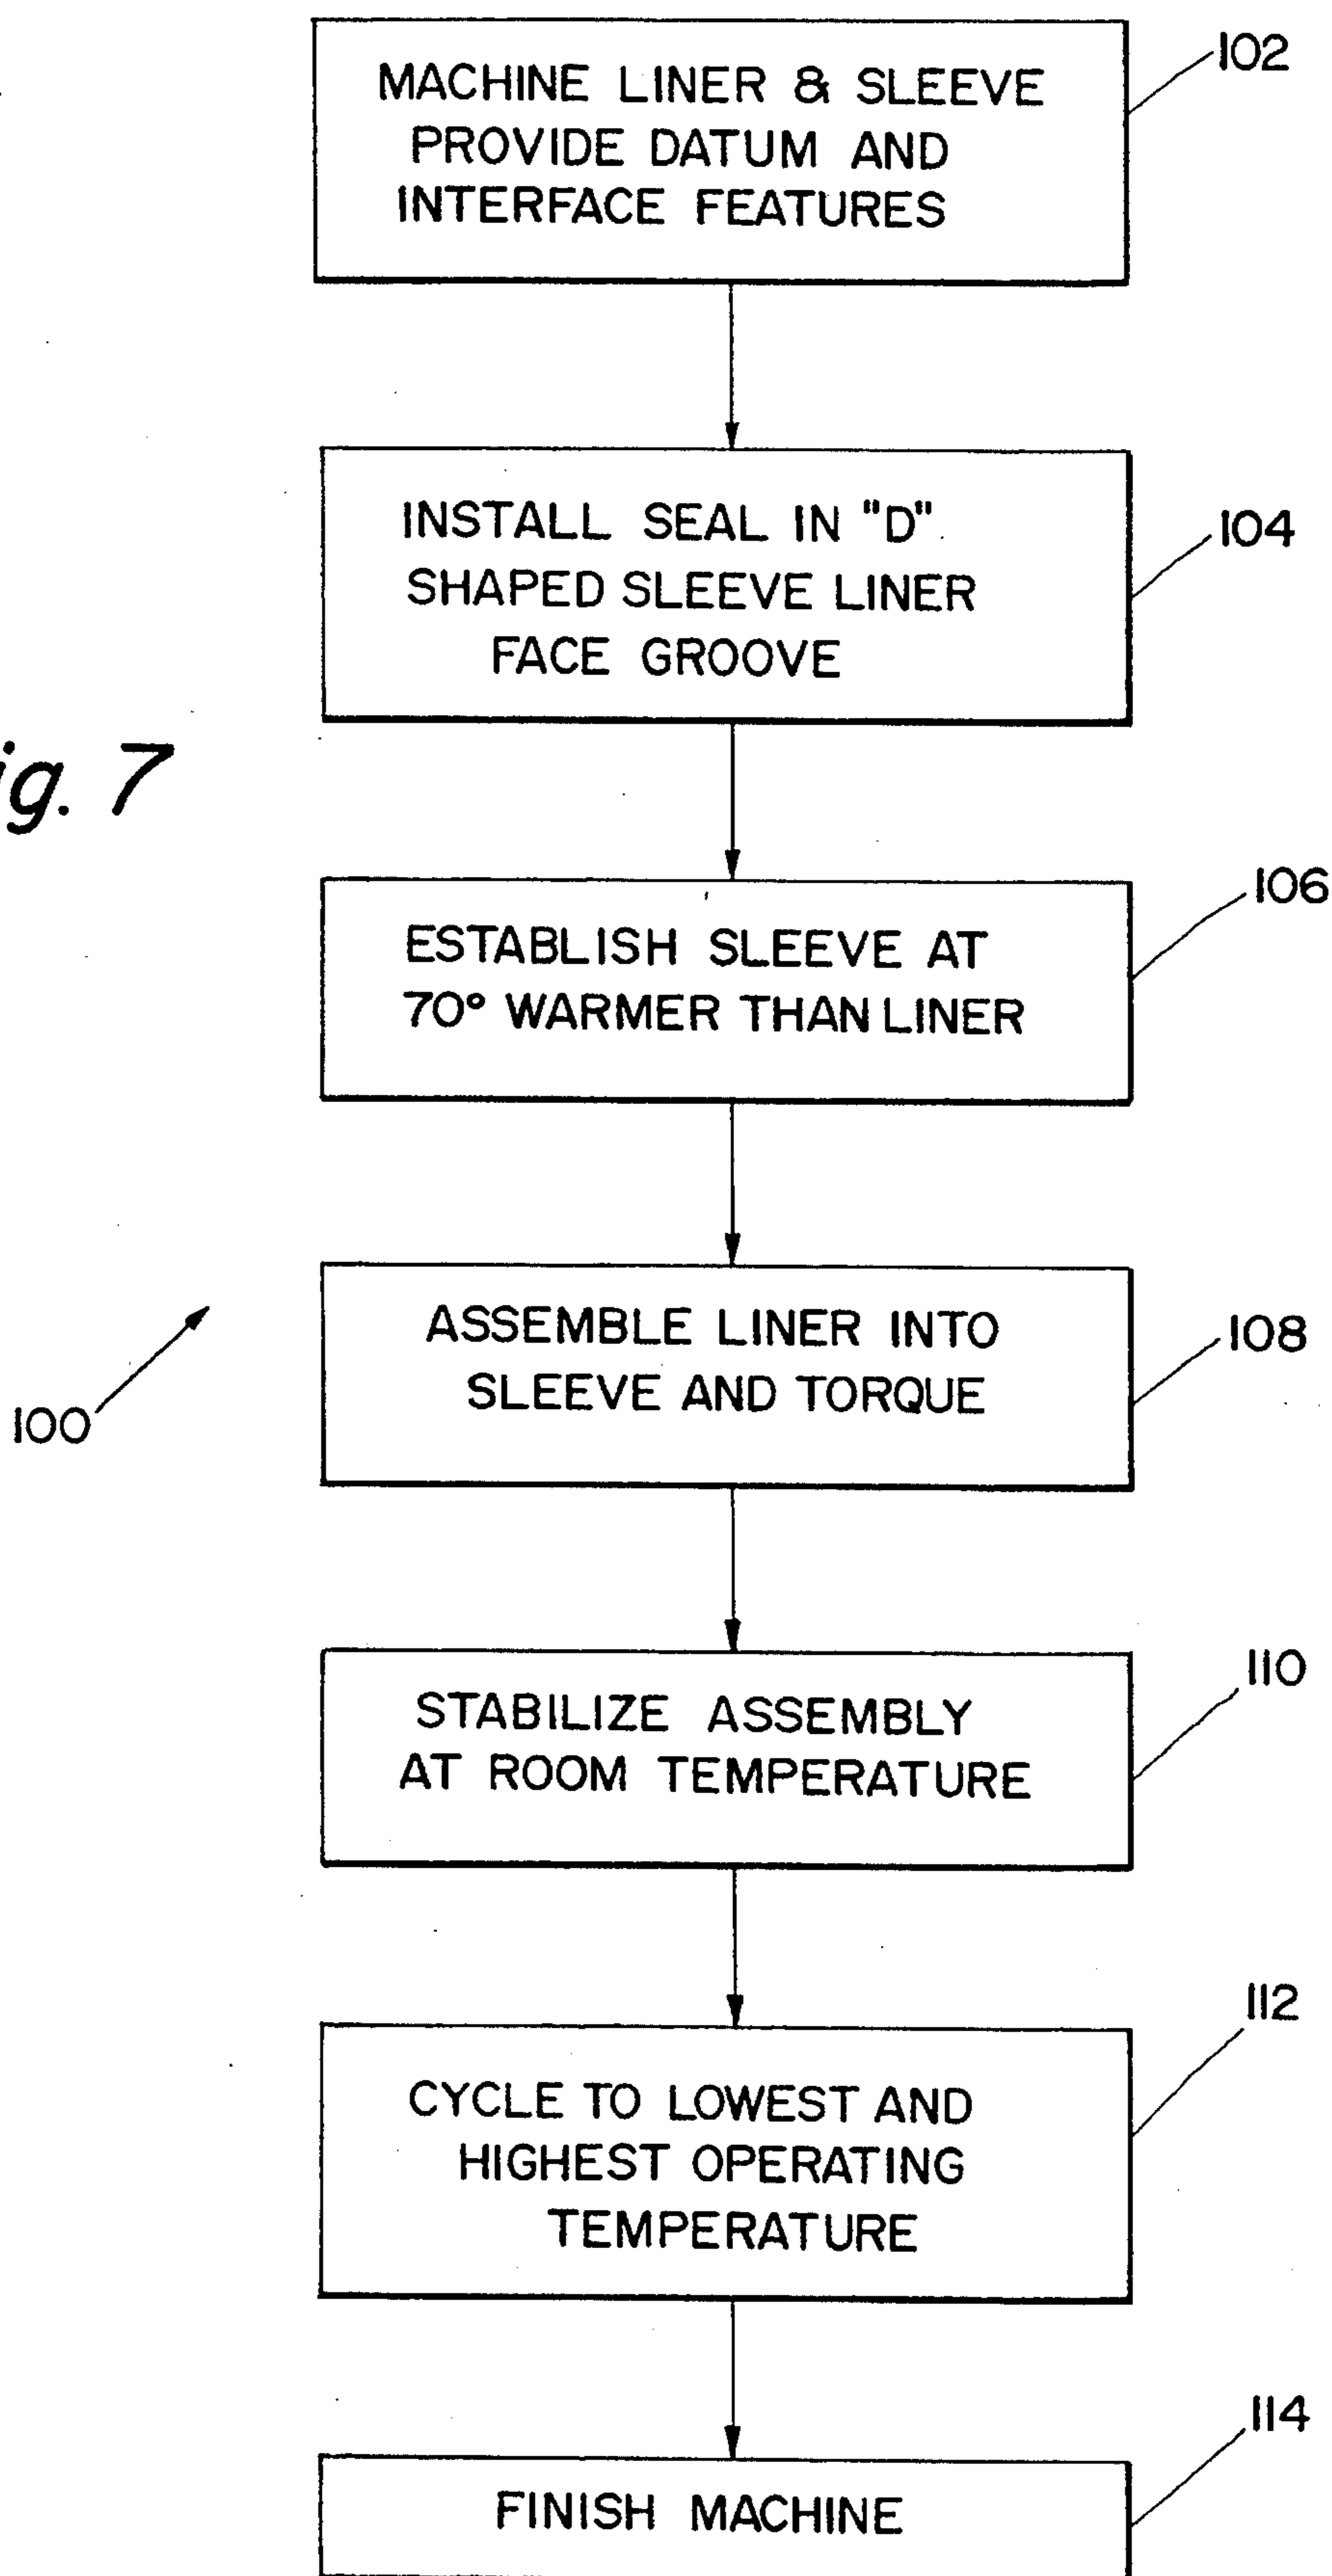 102
MACHINE LINER & SLEEVE
PROVIDE DATUM AND
INTERFACE FEATURES
104
INSTALL SEAL IN "D"
SHAPED SLEEVE LINER
FACE GROOVE
ig. 7
106
ESTABLISH SLEEVE AT
70° WARMER THAN LINER
108
ASSEMBLE LINER INTO
SLEEVE AND TORQUE
100
110
STABILIZE ASSEMBLY
AT ROOM TEMPERATURE
112
CYCLE TO LOWEST AND
HIGHEST OPERATING
TEMPERATURE
114
FINISH MACHINE